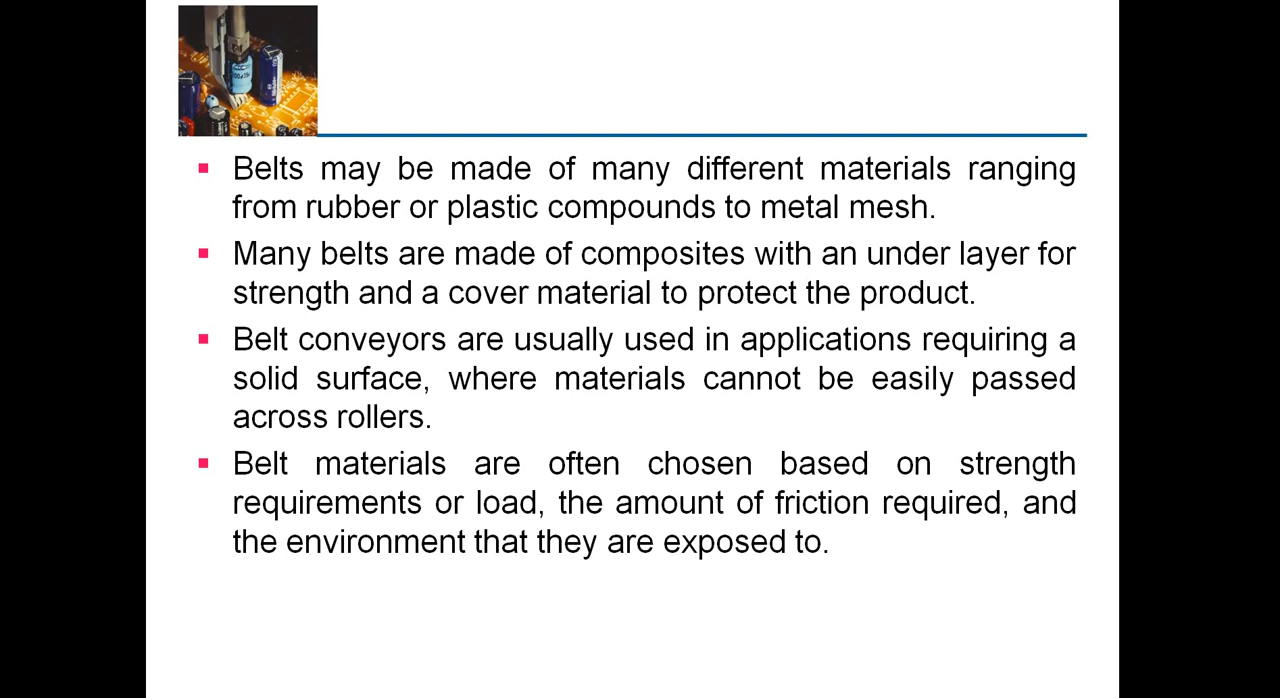 Belts may be made of many different materials ranging
from rubber or plastic compounds to metal mesh.
Many belts are made of composites with an under layer for
strength and a cover material to protect the product.
Belt conveyors are usually used in applications requiring a
solid surface, where materials cannot be easily passed
across rollers.
Belt materials are often chosen based on strength
requirements or load, the amount of friction required, and
the environment that they are exposed to.